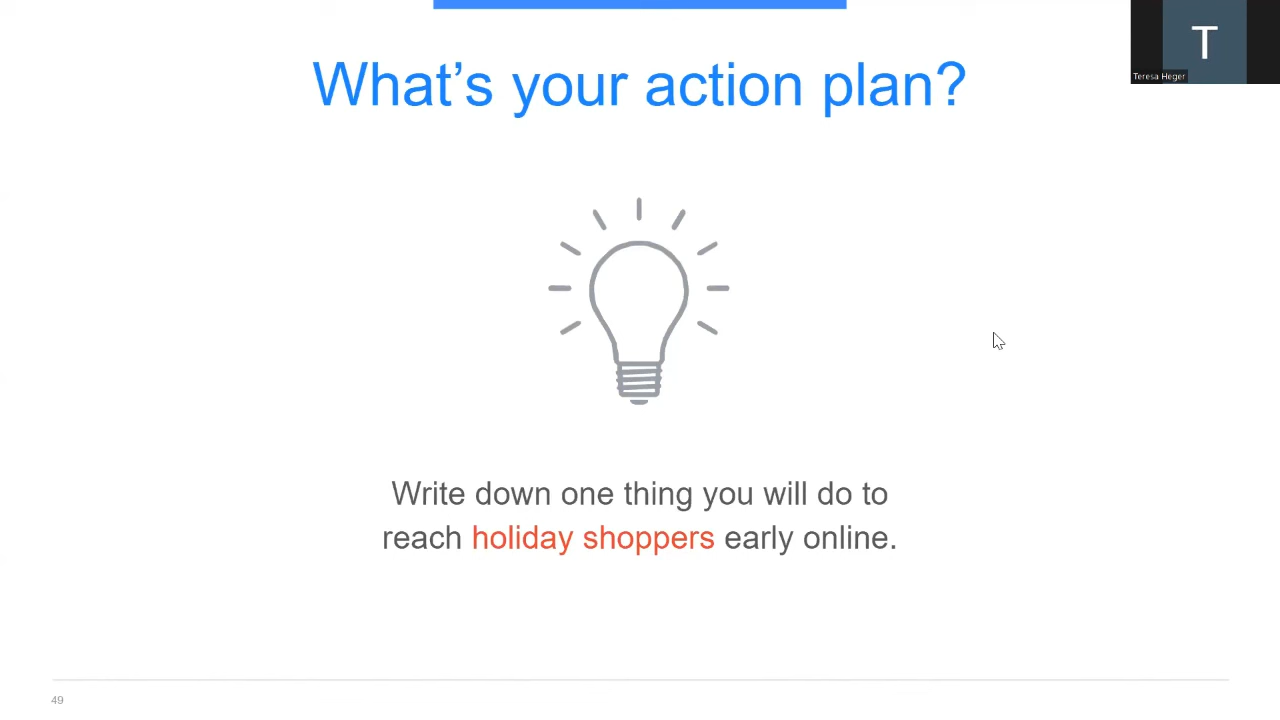 What’s your action plan?
T
Teresa Heger
Write down one thing you will do to
reach holiday shoppers early online.
49